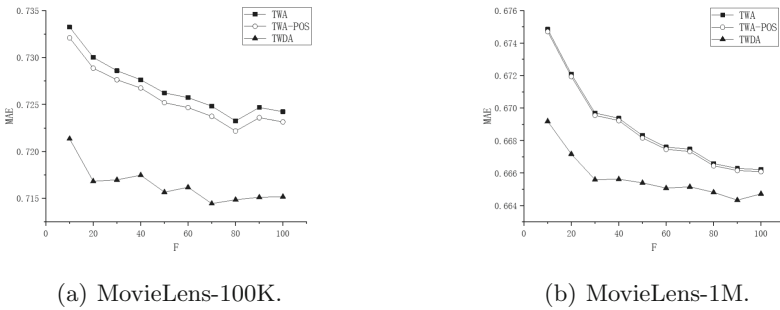 0.735
0.730
0.725
0.720
0.715
MAE
0
20
40
60
80
100
F
TWA
TWA-POS
TWDA
(a) MovieLens-100K.
0.676
0.674
0.672
0.670
0.668
0.666
0.664
MAE
0
20
40
60
80
100
F
TWA
TWA-POS
TWDA
(b) MovieLens-1M.